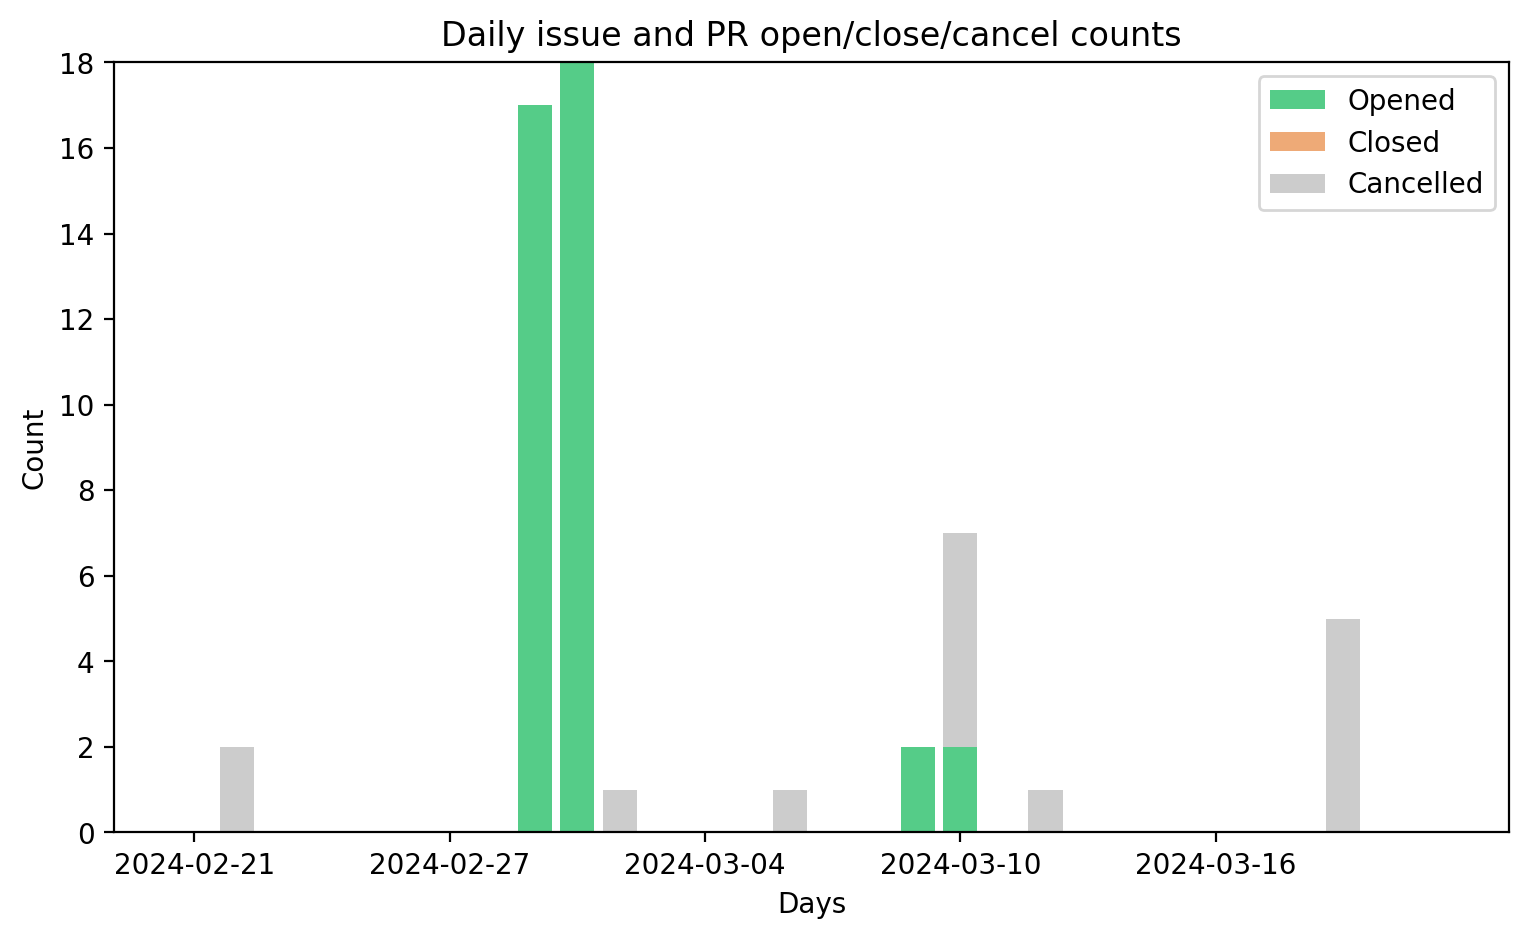 Daily issue and PR open/close/cancel counts
18
16
14
12
10
8
6
4
2
0
Count
Opened
Closed
Cancelled
2024-02-21
2024-02-27
2024-03-04
2024-03-10
2024-03-16
Days